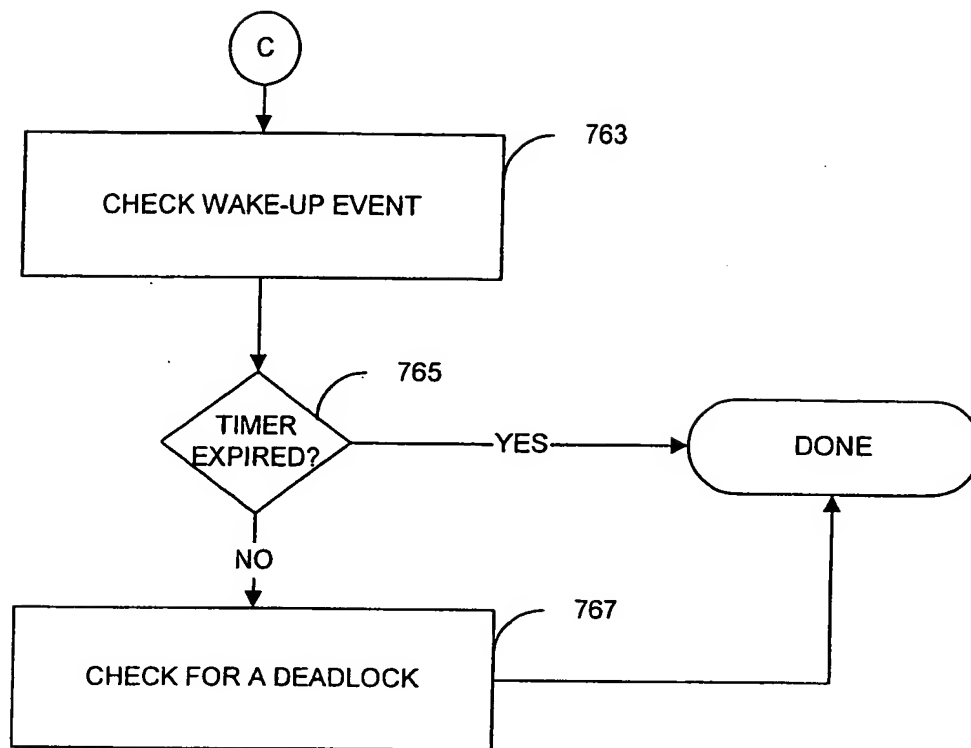 C
763
CHECK WAKE-UP EVENT
765
TIMER
EXPIRED?
YES
DONE
NO
767
CHECK FOR A DEADLOCK